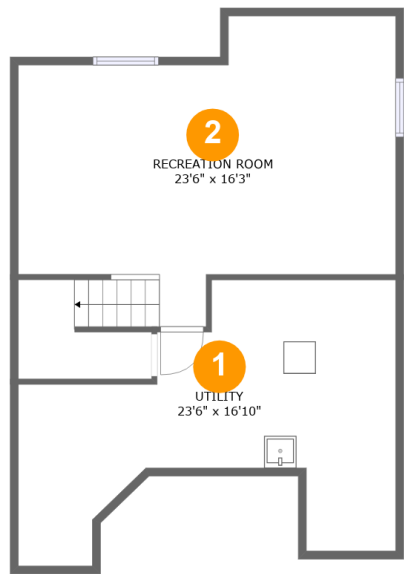 2
RECREATION ROOM
23'6" x 16'3"
1
UTILITY
23'6" x 16'10"